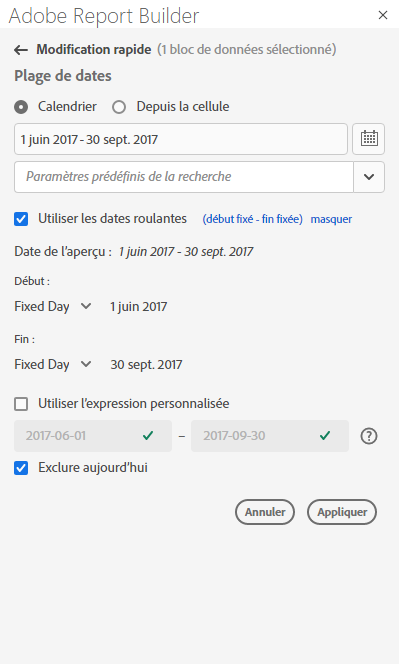 Adobe Report Builder
Modification rapide (1 bloc de données sélectionné)
Plage de dates
Calendrier Depuis la cellule
1 juin 2017 - 30 sept. 2017
Paramètres prédéfinis de la recherche
Utiliser les dates roulantes (début fixé - fin fixée) masquer
Date de l'aperçu : 1 juin 2017 - 30 sept. 2017
Début :
Fixed Day 1 juin 2017
Fin :
Fixed Day 30 sept. 2017
Utiliser l'expression personnalisée
2017-06-01 – 2017-09-30 ?
Exclure aujourd'hui
Annuler Appliquer